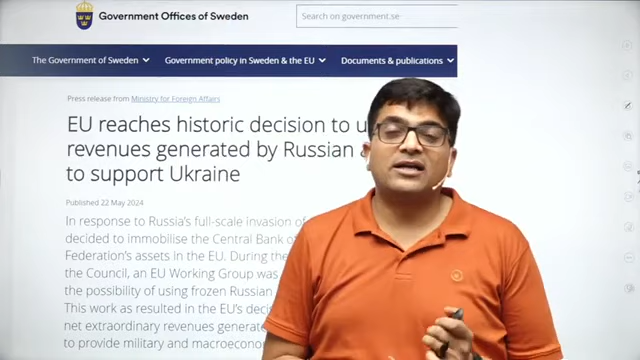 Government Offices of Sweden
Search on government.se
The Government of Sweden
Government policy in Sweden & the EU
Documents & publications
Press release from Ministry for Foreign Affairs
EU reaches historic decision to
revenues generated by Russian
to support Ukraine
Published 22 May 2024
In response to Russia's full-scale invasion of
decided to immobilise the Central Bank of
Federation's assets in the EU. During the
the Council, an EU Working Group was
the possibility of using frozen Russian
This work as resulted in the EU's
net extraordinary revenues
to provide military and